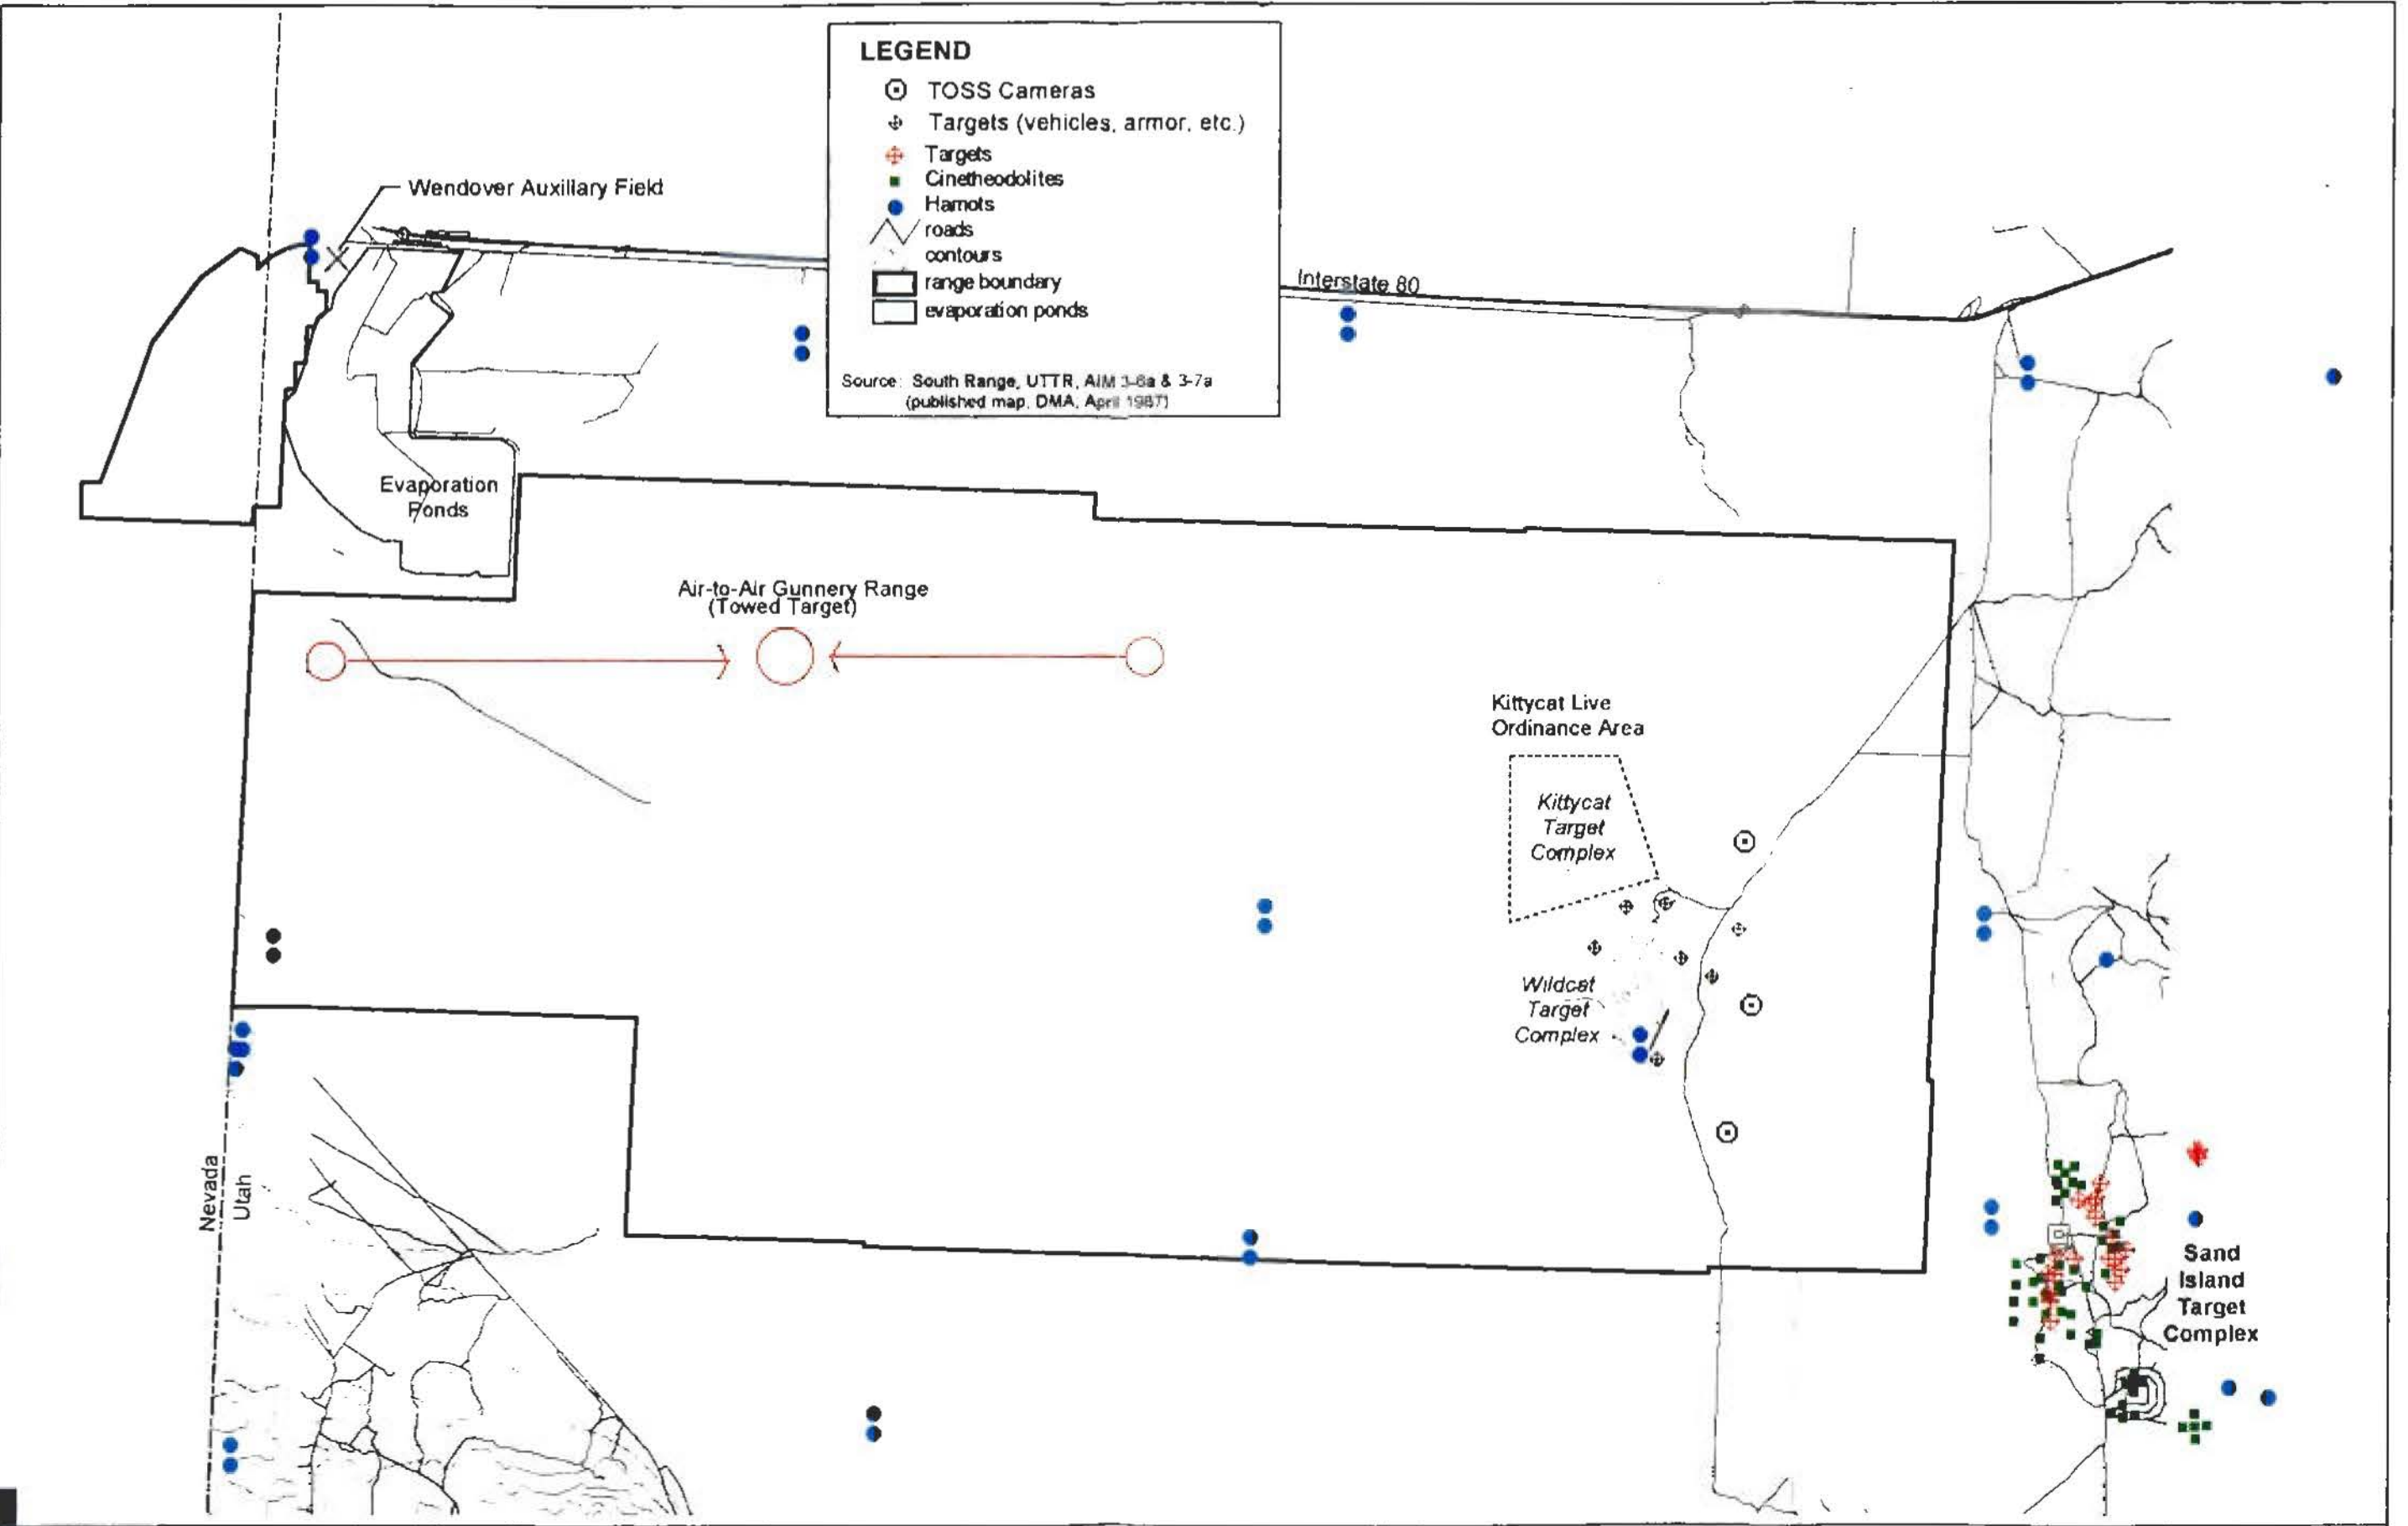 LEGEND
TOSS Cameras
Targets (vehicles, armor, etc.)
Targets
Cinetheodolites
Hamots
roads
contours
range boundary
evaporation ponds
Source: South Range, UTTR, AIM 3-6a & 3-7a
(published map, DMA, April 1987)
Wendover Auxillary Field
Interstate 80
Evaporation
Ponds
Air-to-Air Gunnery Range
(Towed Target)
Kittycat Live
Ordinance Area
Kittycat
Target
Complex
Wildcat
Target
Complex
Nevada
Utah
Sand
Island
Target
Complex